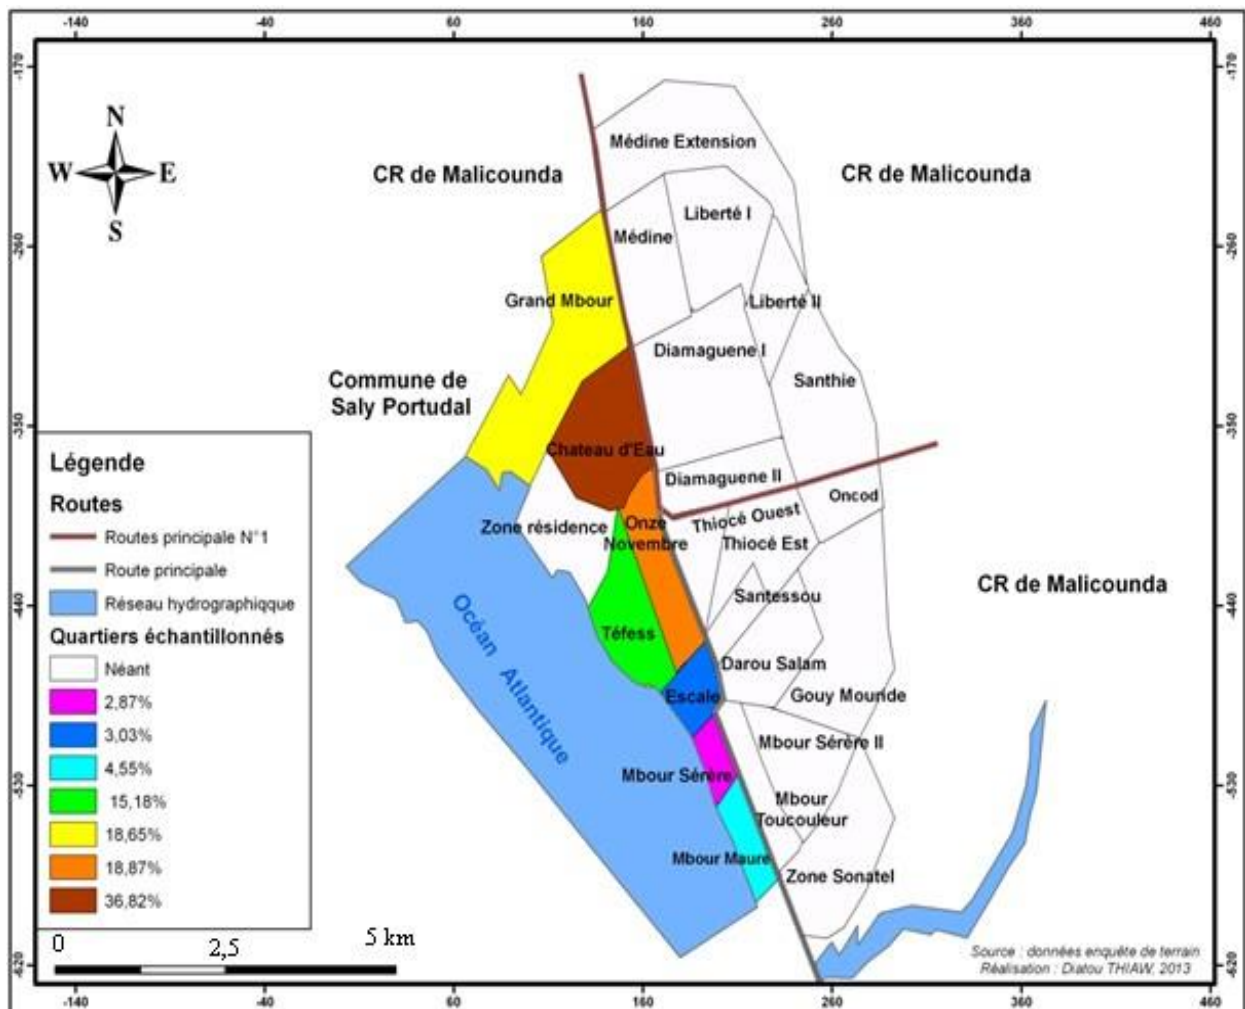 -140 -40 60 160 260 360 460
-170 -170
N
W E
S
CR de Malicounda
Médine Extension
CR de Malicounda
Liberté I
Médine
-260 -260
Grand Mbour
Liberté II
Diamaguene I
Santhie
Commune de
Saly Portudal
-350 -350
Chateau d'Eau
Diamaguene II
Oncod
Zone résidence
Onze
Novembre
Thiocé Ouest
Thiocé Est
CR de Malicounda
Santessou
-440 -440
Océan Atlantique
Téfess
Darou Salam
Escale
Gouy Mounde
Mbour Sérère II
Mbour Sérère
-530 -530
Mbour
Toucouleur
Mbour Maure
Zone Sonatel
Légende
Routes
Routes principale N°1
Route principale
Réseau hydrographiqque
Quartiers échantillonnés
Néant
2,87%
3,03%
4,55%
15,18%
18,65%
18,87%
36,82%
0 2,5 5 km
Source : données enquête de terrain
Réalisation : Diatou THIAW, 2013
-620 -620
-140 -40 60 160 260 360 460